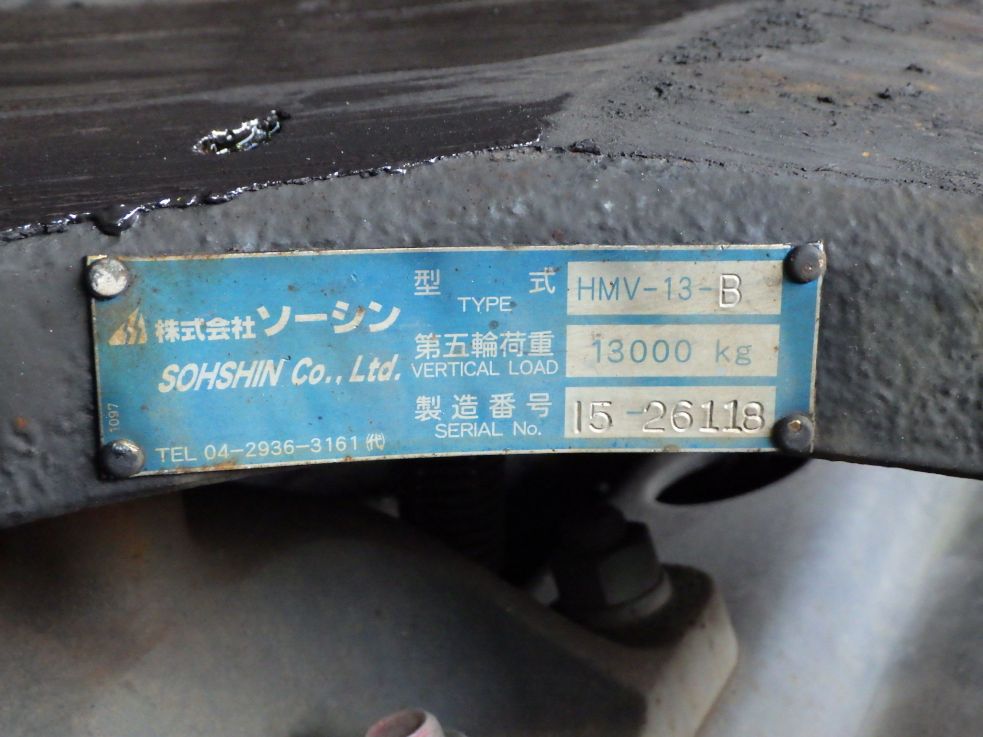 株式会社ソーシン
SOHSHIN Co., Ltd.
1097
TEL 04-2936-3161 ㈹
型式 HMV-13-B
TYPE
第五輪荷重 13000 kg
VERTICAL LOAD
製造番号 15-26118
SERIAL No.